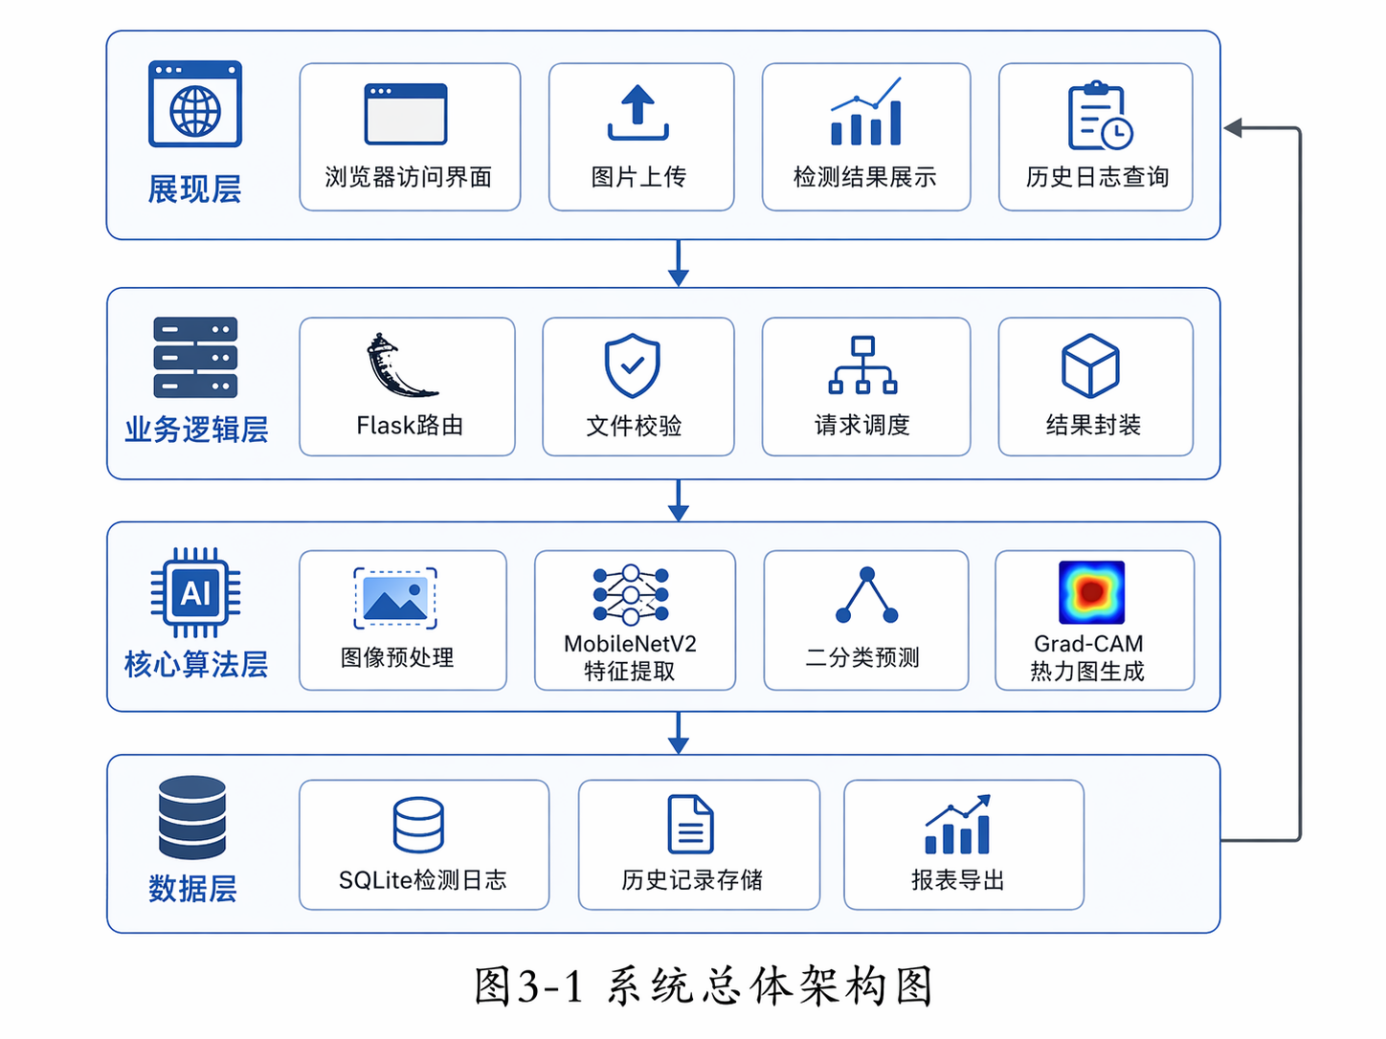 展现层
浏览器访问界面
图片上传
检测结果展示
历史日志查询
业务逻辑层
Flask路由
文件校验
请求调度
结果封装
AI
核心算法层
图像预处理
MobileNetV2
特征提取
二分类预测
Grad-CAM
热力图生成
数据层
SQLite检测日志
历史记录存储
报表导出
图3-1 系统总体架构图